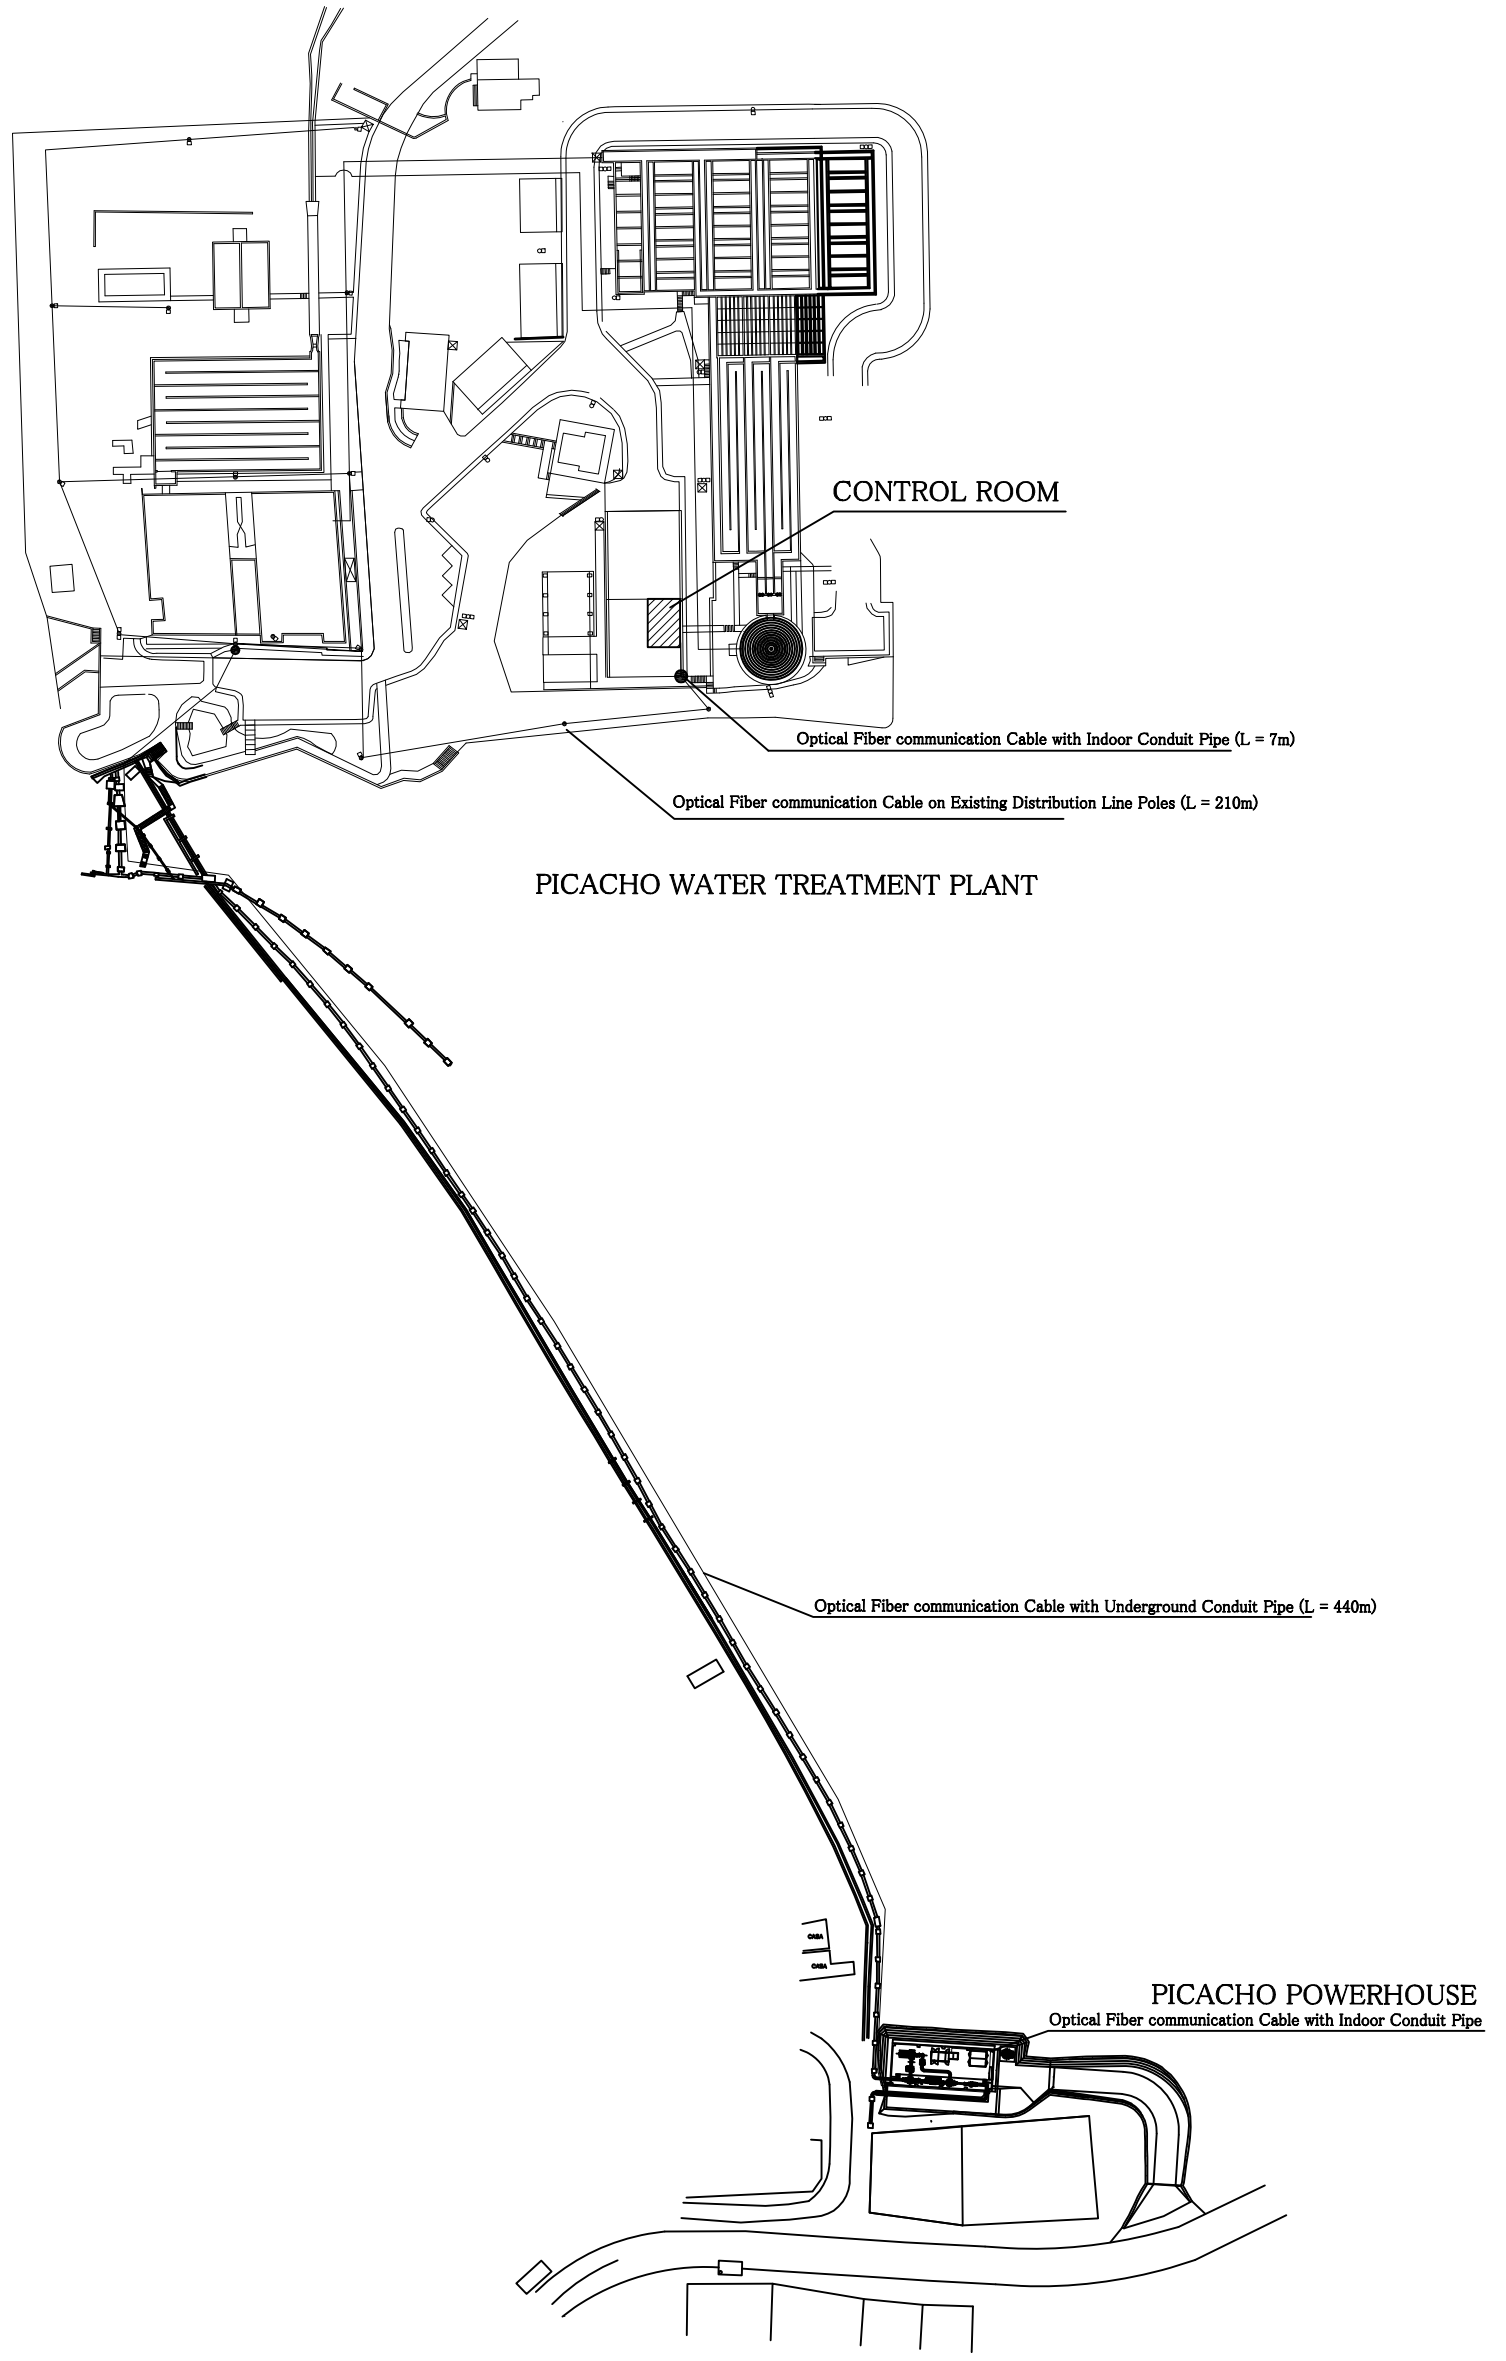 CONTROL ROOM
Optical Fiber communication Cable with Indoor Conduit Pipe (L = 7m)
Optical Fiber communication Cable on Existing Distribution Line Poles (L = 210m)
PICACHO WATER TREATMENT PLANT
Optical Fiber communication Cable with Underground Conduit Pipe (L = 440m)
CASA
CASA
PICACHO POWERHOUSE
Optical Fiber communication Cable with Indoor Conduit Pipe